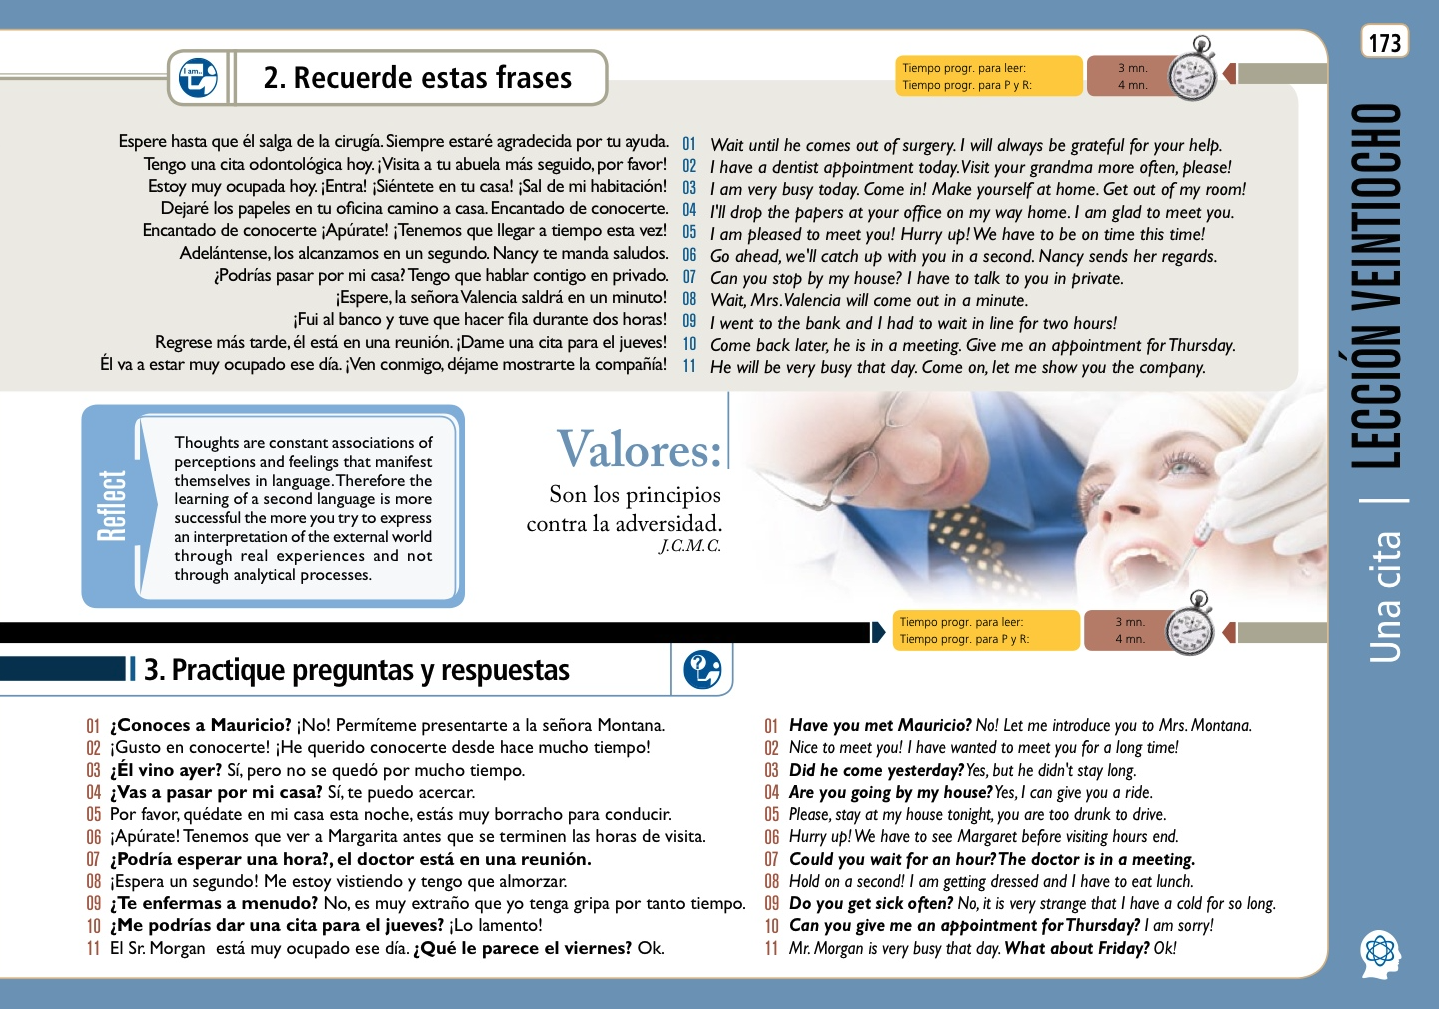 173
2. Recuerde estas frases
Tiempo progr. para leer: 3 mn.
Tiempo progr. para P y R: 4 mn.
Espere hasta que él salga de la cirugía. Siempre estaré agradecida por tu ayuda. 01 Wait until he comes out of surgery. I will always be grateful for your help.
Tengo una cita odontológica hoy. ¡Visita a tu abuela más seguido, por favor! 02 I have a dentist appointment today. Visit your grandma more often, please!
Estoy muy ocupada hoy. ¡Entra! ¡Siéntete en tu casa! ¡Sal de mi habitación! 03 I am very busy today. Come in! Make yourself at home. Get out of my room!
Dejaré los papeles en tu oficina camino a casa. Encantado de conocerte. 04 I'll drop the papers at your office on my way home. I am glad to meet you.
Encantado de conocerte ¡Apúrate! ¡Tenemos que llegar a tiempo esta vez! 05 I am pleased to meet you! Hurry up! We have to be on time this time!
Adelántense, los alcanzamos en un segundo. Nancy te manda saludos. 06 Go ahead, we'll catch up with you in a second. Nancy sends her regards.
¿Podrías pasar por mi casa? Tengo que hablar contigo en privado. 07 Can you stop by my house? I have to talk to you in private.
¡Espere, la señora Valencia saldrá en un minuto! 08 Wait, Mrs. Valencia will come out in a minute.
¡Fui al banco y tuve que hacer fila durante dos horas! 09 I went to the bank and I had to wait in line for two hours!
Regrese más tarde, él está en una reunión. ¡Dame una cita para el jueves! 10 Come back later, he is in a meeting. Give me an appointment for Thursday.
Él va a estar muy ocupado ese día. ¡Ven conmigo, déjame mostrarte la compañía! 11 He will be very busy that day. Come on, let me show you the company.
Reflect
Thoughts are constant associations of
perceptions and feelings that manifest
themselves in language. Therefore the
learning of a second language is more
successful the more you try to express
an interpretation of the external world
through real experiences and not
through analytical processes.
Valores:
Son los principios
contra la adversidad.
J.C.M.C.
Tiempo progr. para leer: 3 mn.
Tiempo progr. para P y R: 4 mn.
3. Practique preguntas y respuestas
01 ¿Conoces a Mauricio? ¡No! Permíteme presentarte a la señora Montana.
02 ¡Gusto en conocerte! ¡He querido conocerte desde hace mucho tiempo!
03 ¿Él vino ayer? Sí, pero no se quedó por mucho tiempo.
04 ¿Vas a pasar por mi casa? Sí, te puedo acercar.
05 Por favor, quédate en mi casa esta noche, estás muy borracho para conducir.
06 ¡Apúrate! Tenemos que ver a Margarita antes que se terminen las horas de visita.
07 ¿Podría esperar una hora?, el doctor está en una reunión.
08 ¡Espera un segundo! Me estoy vistiendo y tengo que almorzar.
09 ¿Te enfermas a menudo? No, es muy extraño que yo tenga gripa por tanto tiempo.
10 ¿Me podrías dar una cita para el jueves? ¡Lo lamento!
11 El Sr. Morgan está muy ocupado ese día. ¿Qué le parece el viernes? Ok.
01 Have you met Mauricio? No! Let me introduce you to Mrs. Montana.
02 Nice to meet you! I have wanted to meet you for a long time!
03 Did he come yesterday? Yes, but he didn't stay long.
04 Are you going by my house? Yes, I can give you a ride.
05 Please, stay at my house tonight, you are too drunk to drive.
06 Hurry up! We have to see Margaret before visiting hours end.
07 Could you wait for an hour? The doctor is in a meeting.
08 Hold on a second! I am getting dressed and I have to eat lunch.
09 Do you get sick often? No, it is very strange that I have a cold for so long.
10 Can you give me an appointment for Thursday? I am sorry!
11 Mr. Morgan is very busy that day. What about Friday? Ok!
Una cita | LECCIÓN VEINTIOCHO
I am..
?